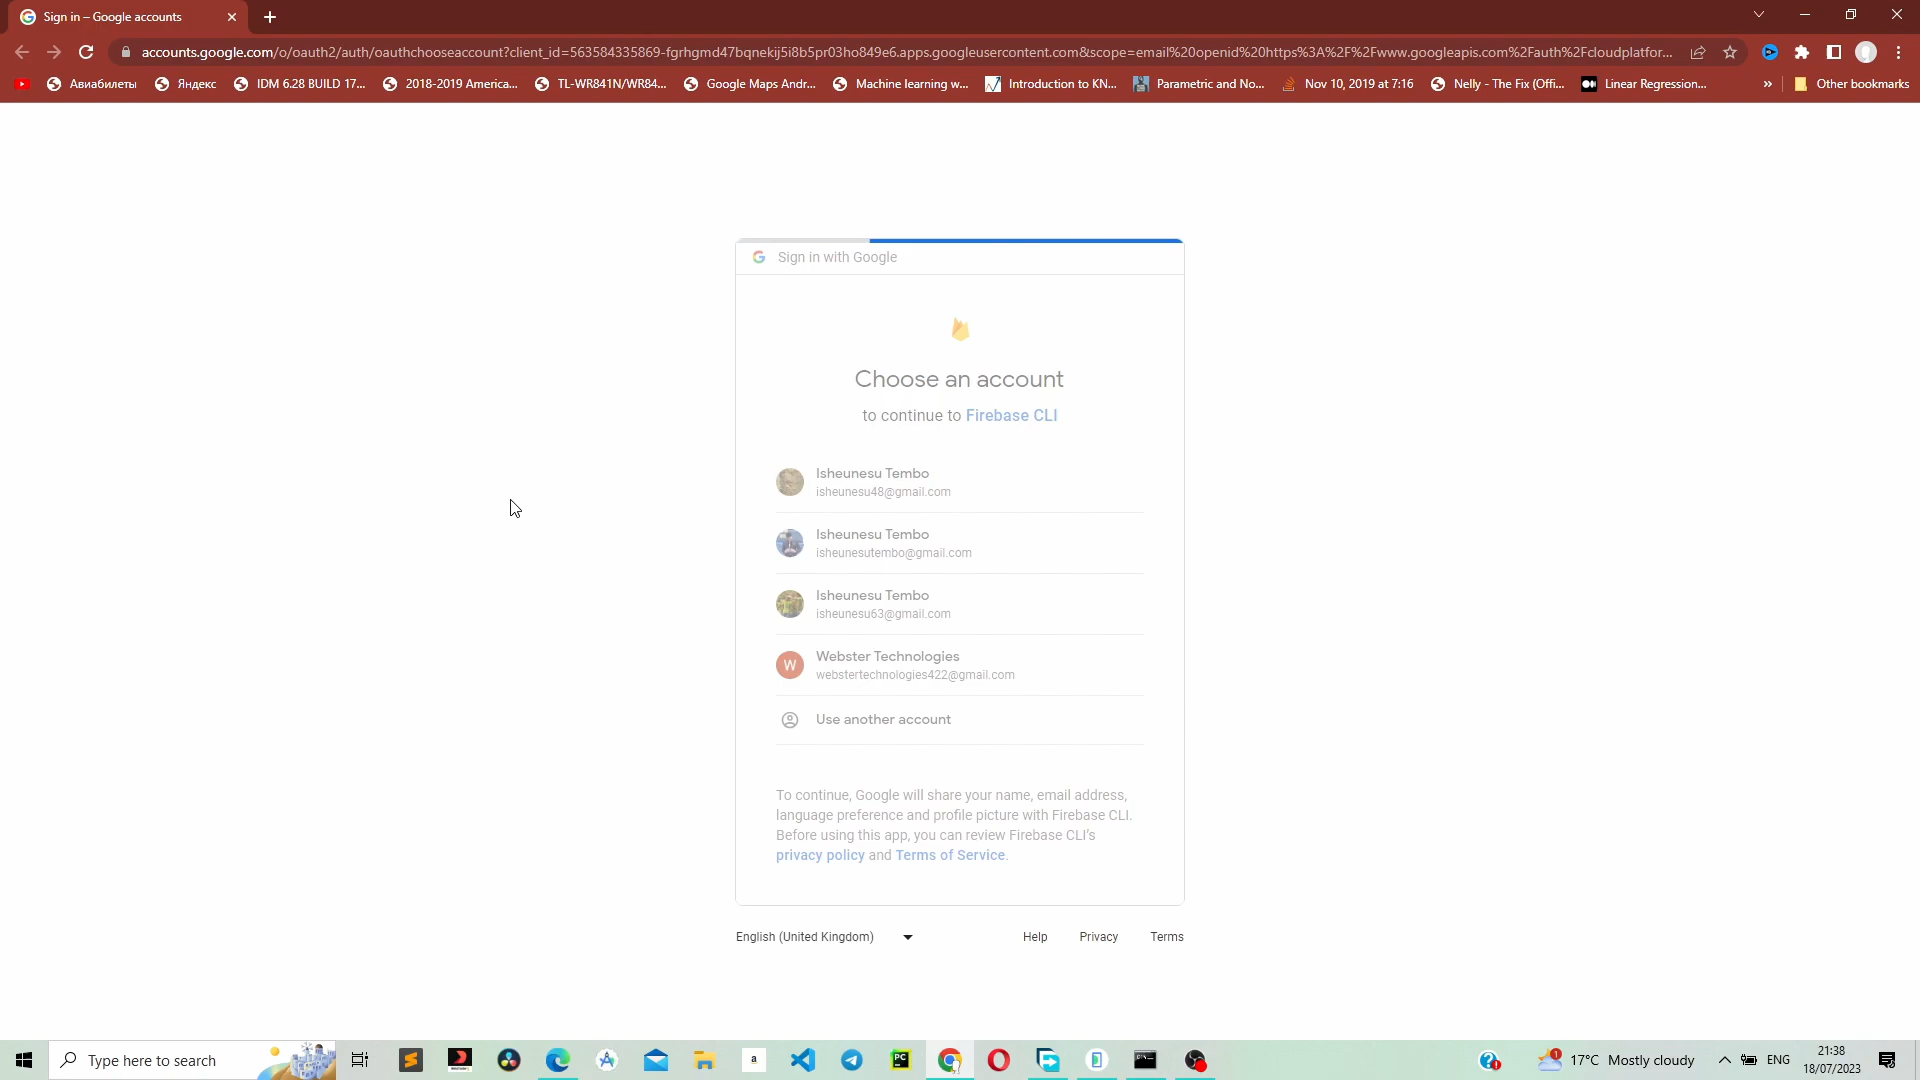 Sign in – Google accounts
accounts.google.com/o/oauth2/auth/oauthchooseaccount?client_id=563584335869-fgrhgmd47bqnekij5i8b5pr03ho849e6.apps.googleusercontent.com&scope=email%20openid%20https%3A%2F%2Fwww.googleapis.com%2Fauth%2Fcloudplatfor...
Авиабилеты Яндекс IDM 6.28 BUILD 17... 2018-2019 America... TL-WR841N/WR84... Google Maps Andr... Machine learning w... Introduction to KN... Parametric and No... Nov 10, 2019 at 7:16 Nelly - The Fix (Offi... Linear Regression... » Other bookmarks
Sign in with Google
Choose an account
to continue to Firebase CLI
Isheunesu Tembo
isheunesu48@gmail.com
Isheunesu Tembo
isheunesutembo@gmail.com
Isheunesu Tembo
isheunesu63@gmail.com
W
Webster Technologies
webstertechnologies422@gmail.com
Use another account
To continue, Google will share your name, email address,
language preference and profile picture with Firebase CLI.
Before using this app, you can review Firebase CLI's
privacy policy and Terms of Service.
English (United Kingdom) Help Privacy Terms
Type here to search
a
PC
1
17°C Mostly cloudy
ENG
21:38
18/07/2023